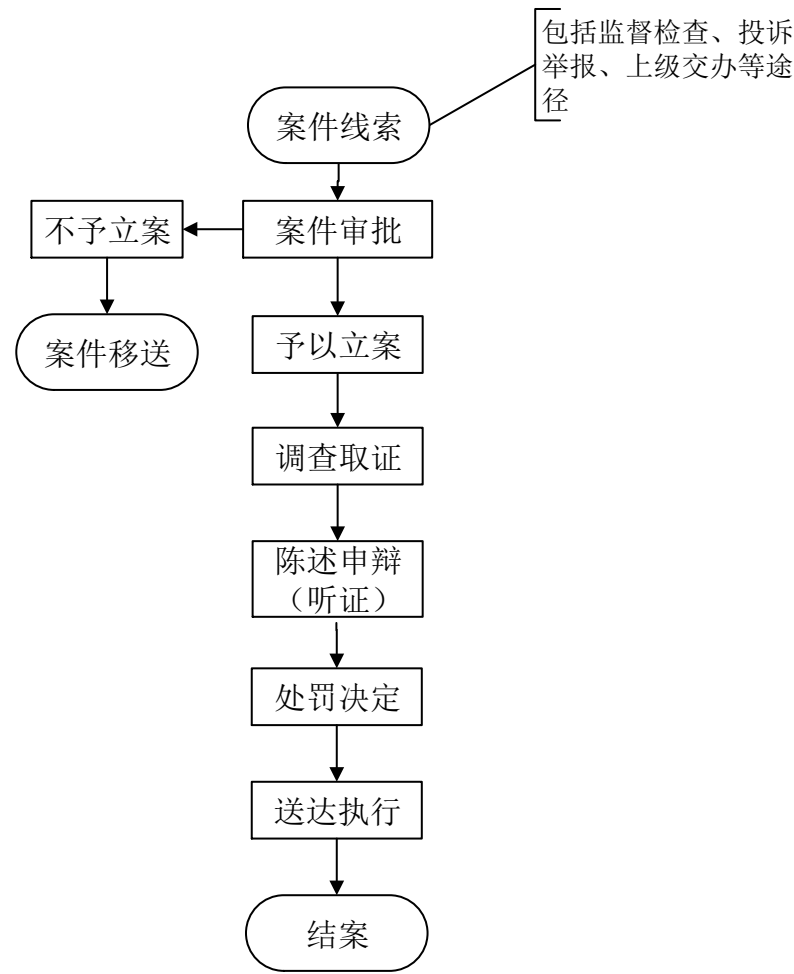 包括监督检查、投诉
举报、上级交办等途
径
案件线索
不予立案
案件审批
案件移送
予以立案
调查取证
陈述申辩
（听证）
处罚决定
送达执行
结案